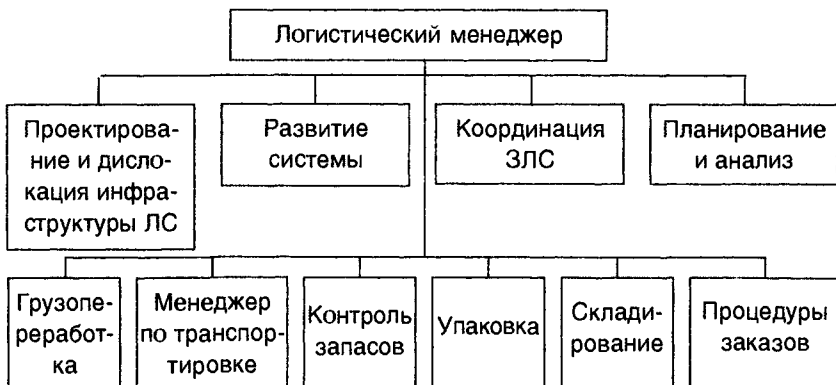 Логистический менеджер
Проектирова-
ние и дисло-
кация инфра-
структуры ЛС
Развитие
системы
Координация
ЗЛС
Планирование
и анализ
Грузопе-
реработ-
ка
Менеджер
по транспор-
тировке
Контроль
запасов
Упаковка
Склади-
рование
Процедуры
заказов